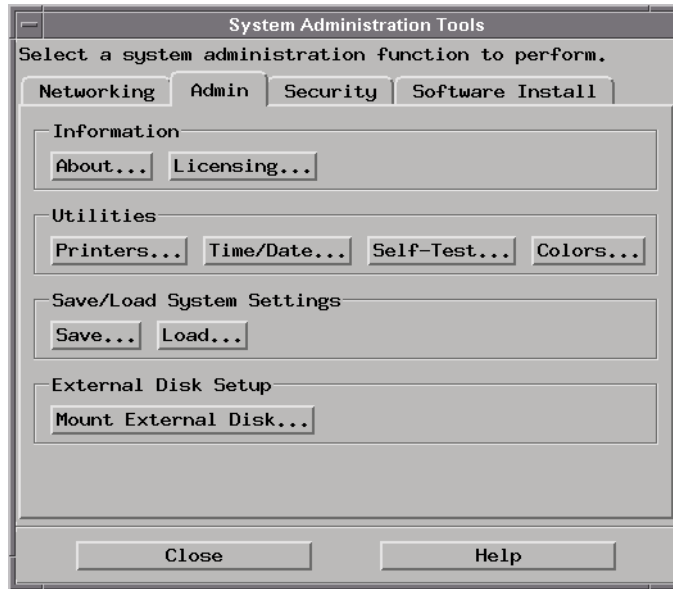 System Administration Tools
Select a system administration function to perform.
Networking Admin Security Software Install
Information
About... Licensing...
Utilities
Printers... Time/Date... Self-Test... Colors...
Save/Load System Settings
Save... Load...
External Disk Setup
Mount External Disk...
Close Help